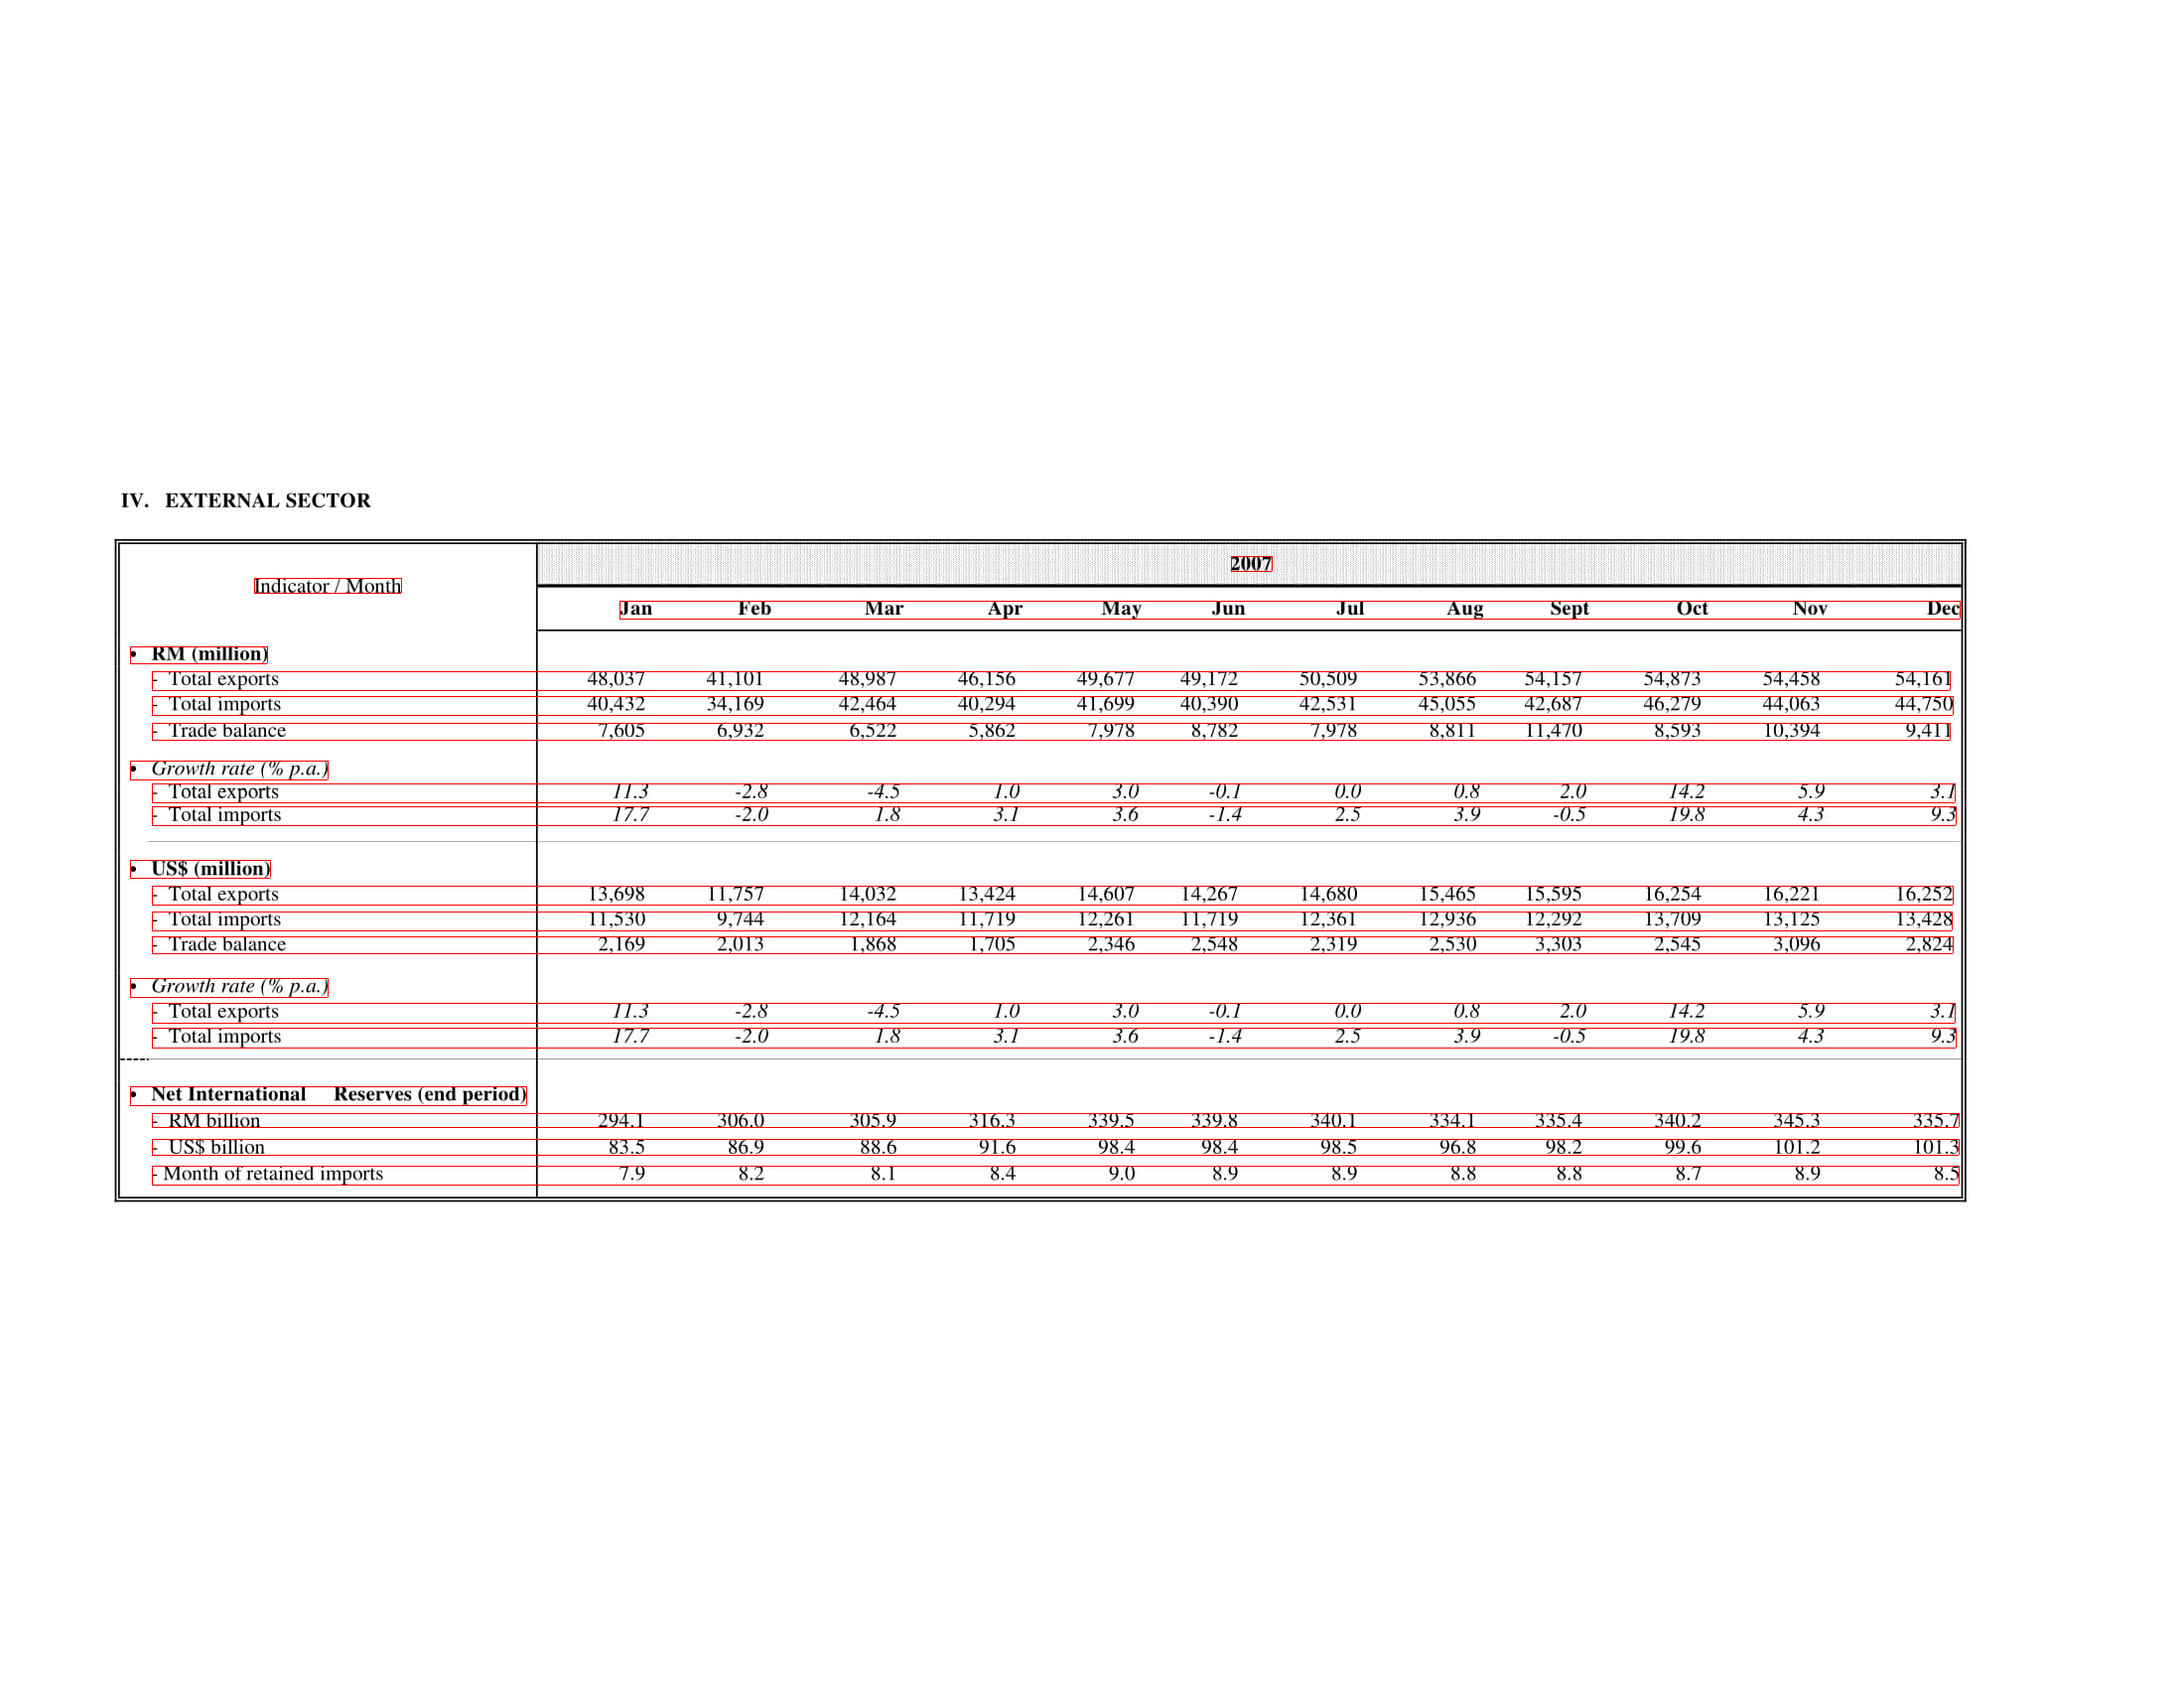 IV. EXTERNAL SECTOR
2007
Indicator / Month
Jan Feb Mar Apr May Jun Jul Aug Sept Oct Nov Dec
• RM (million)
- Total exports 48,037 41,101 48,987 46,156 49,677 49,172 50,509 53,866 54,157 54,873 54,458 54,161
- Total imports 40,432 34,169 42,464 40,294 41,699 40,390 42,531 45,055 42,687 46,279 44,063 44,750
- Trade balance 7,605 6,932 6,522 5,862 7,978 8,782 7,978 8,811 11,470 8,593 10,394 9,411
• Growth rate (% p.a.)
- Total exports 11.3 -2.8 -4.5 1.0 3.0 -0.1 0.0 0.8 2.0 14.2 5.9 3.1
- Total imports 17.7 -2.0 1.8 3.1 3.6 -1.4 2.5 3.9 -0.5 19.8 4.3 9.3
• US$ (million)
- Total exports 13,698 11,757 14,032 13,424 14,607 14,267 14,680 15,465 15,595 16,254 16,221 16,252
- Total imports 11,530 9,744 12,164 11,719 12,261 11,719 12,361 12,936 12,292 13,709 13,125 13,428
- Trade balance 2,169 2,013 1,868 1,705 2,346 2,548 2,319 2,530 3,303 2,545 3,096 2,824
• Growth rate (% p.a.)
- Total exports 11.3 -2.8 -4.5 1.0 3.0 -0.1 0.0 0.8 2.0 14.2 5.9 3.1
- Total imports 17.7 -2.0 1.8 3.1 3.6 -1.4 2.5 3.9 -0.5 19.8 4.3 9.3
• Net International Reserves (end period)
- RM billion 294.1 306.0 305.9 316.3 339.5 339.8 340.1 334.1 335.4 340.2 345.3 335.7
- US$ billion 83.5 86.9 88.6 91.6 98.4 98.4 98.5 96.8 98.2 99.6 101.2 101.3
- Month of retained imports 7.9 8.2 8.1 8.4 9.0 8.9 8.9 8.8 8.8 8.7 8.9 8.5